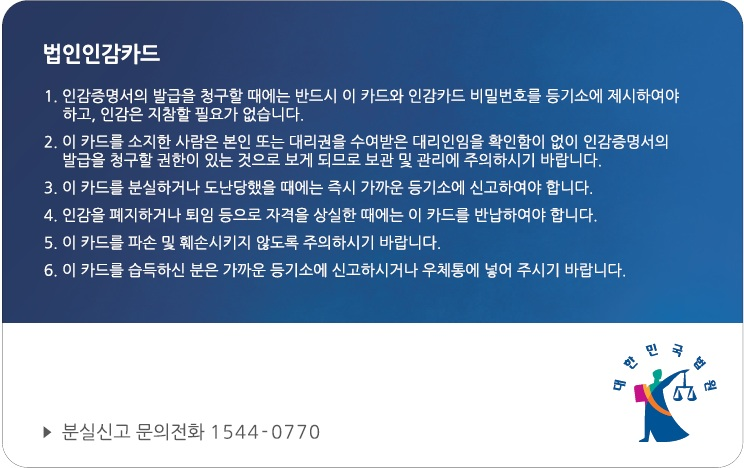 법인인감카드
1. 인감증명서의 발급을 청구할 때에는 반드시 이 카드와 인감카드 비밀번호를 등기소에 제시하여야
하고, 인감은 지참할 필요가 없습니다.
2. 이 카드를 소지한 사람은 본인 또는 대리권을 수여받은 대리인임을 확인함이 없이 인감증명서의
발급을 청구할 권한이 있는 것으로 보게 되므로 보관 및 관리에 주의하시기 바랍니다.
3. 이 카드를 분실하거나 도난당했을 때에는 즉시 가까운 등기소에 신고하여야 합니다.
4. 인감을 폐지하거나 퇴임 등으로 자격을 상실한 때에는 이 카드를 반납하여야 합니다.
5. 이 카드를 파손 및 훼손시키지 않도록 주의하시기 바랍니다.
6. 이 카드를 습득하신 분은 가까운 등기소에 신고하시거나 우체통에 넣어 주시기 바랍니다.
대한민국법원
▶ 분실신고 문의전화 1544-0770